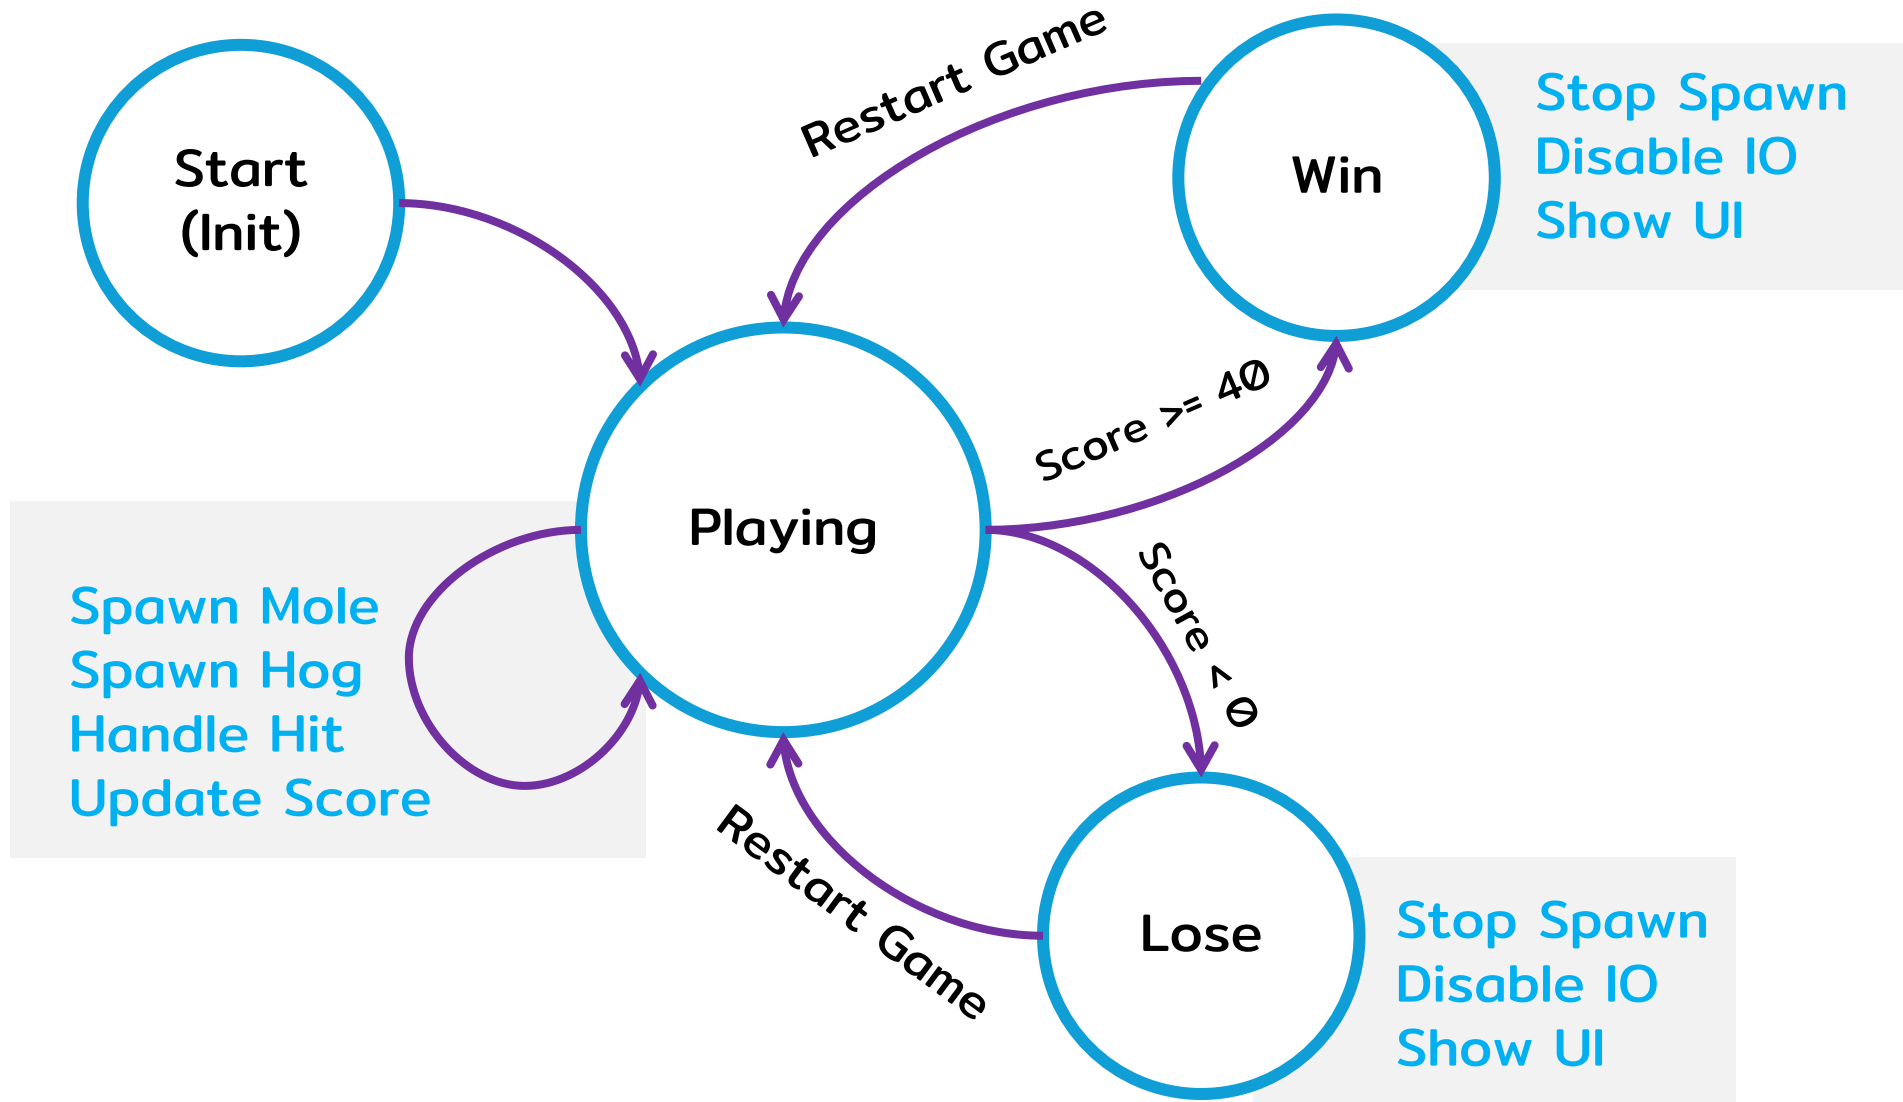 Start
(Init)
Restart Game
Win
Stop Spawn
Disable IO
Show UI
Score >= 40
Playing
Score < 0
Spawn Mole
Spawn Hog
Handle Hit
Update Score
Restart Game
Lose
Stop Spawn
Disable IO
Show UI